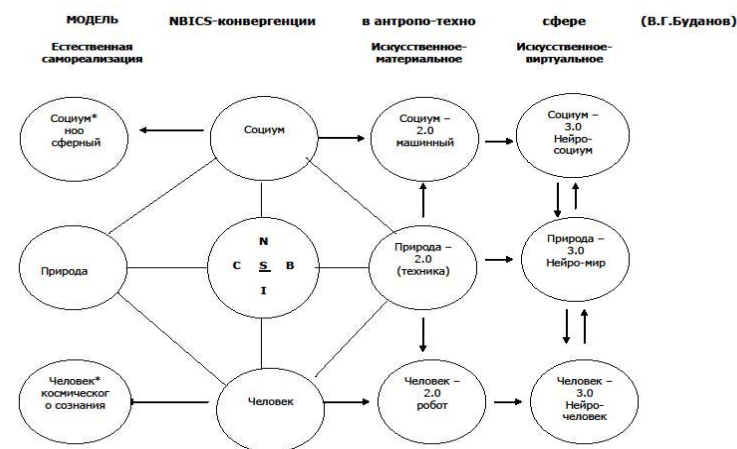 МОДЕЛЬ NBICS-конвергенции в антропо-техно сфере (В.Г.Буданов)
Естественная самореализация
Искусственное-материальное
Искусственное-виртуальное
Социум*
ноо
сферный
Социум
Социум –
2.0
машинный
Социум –
3.0
Нейро-
социум
Природа
N
C S B
I
Природа –
2.0
(техника)
Природа –
3.0
Нейро-мир
Человек*
космическог
о сознания
Человек
Человек –
2.0
робот
Человек –
3.0
Нейро-
человек